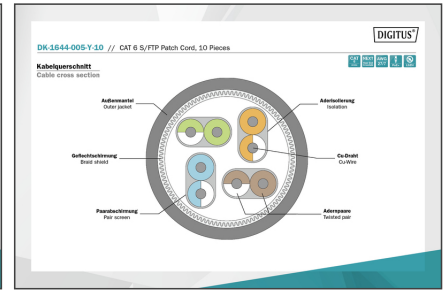 DIGITUS®
DK-1644-005-Y-10 // CAT 6 S/FTP Patch Cord, 10 Pieces
Kabelquerschnitt
Cable cross section
Außenmantel
Outer jacket
Aderisolierung
Isolation
Geflechtschirmung
Braid shield
Cu-Draht
Cu-Wire
Paarabschirmung
Pair screen
Adernpaare
Twisted pair